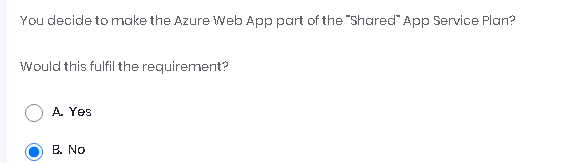 You decide to make the Azure Web App part of the "Shared" App Service Plan?
Would this fulfil the requirement?
A. Yes
B. No